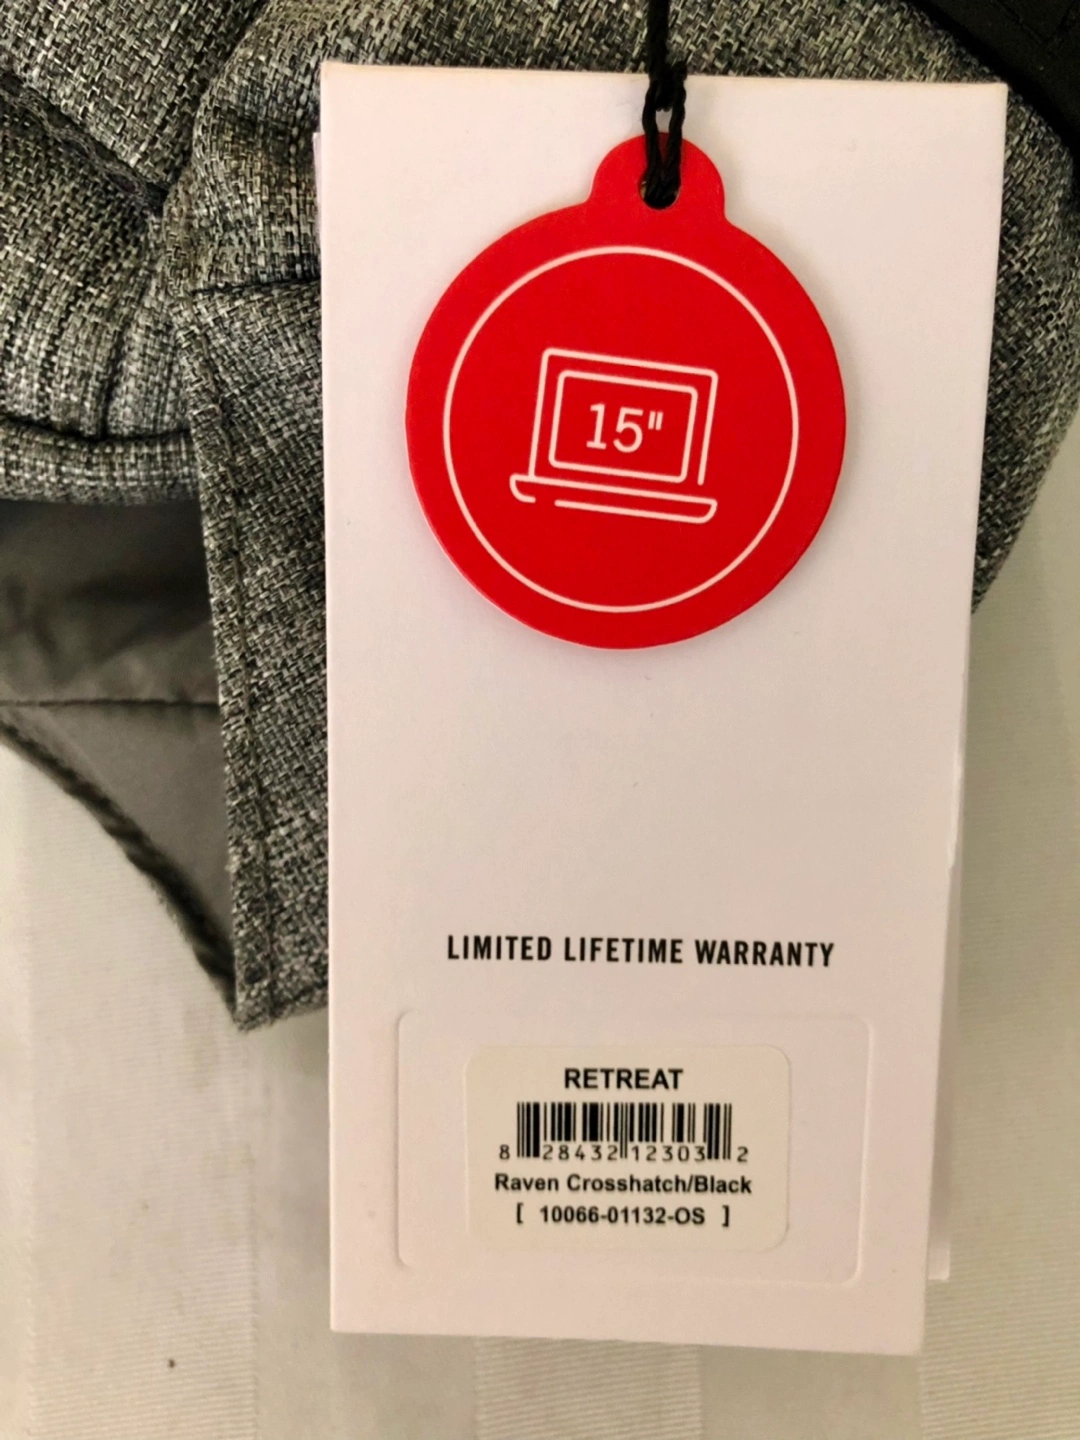 15"
LIMITED LIFETIME WARRANTY
RETREAT
8 28432 12303 2
Raven Crosshatch/Black
[ 10066-01132-OS ]